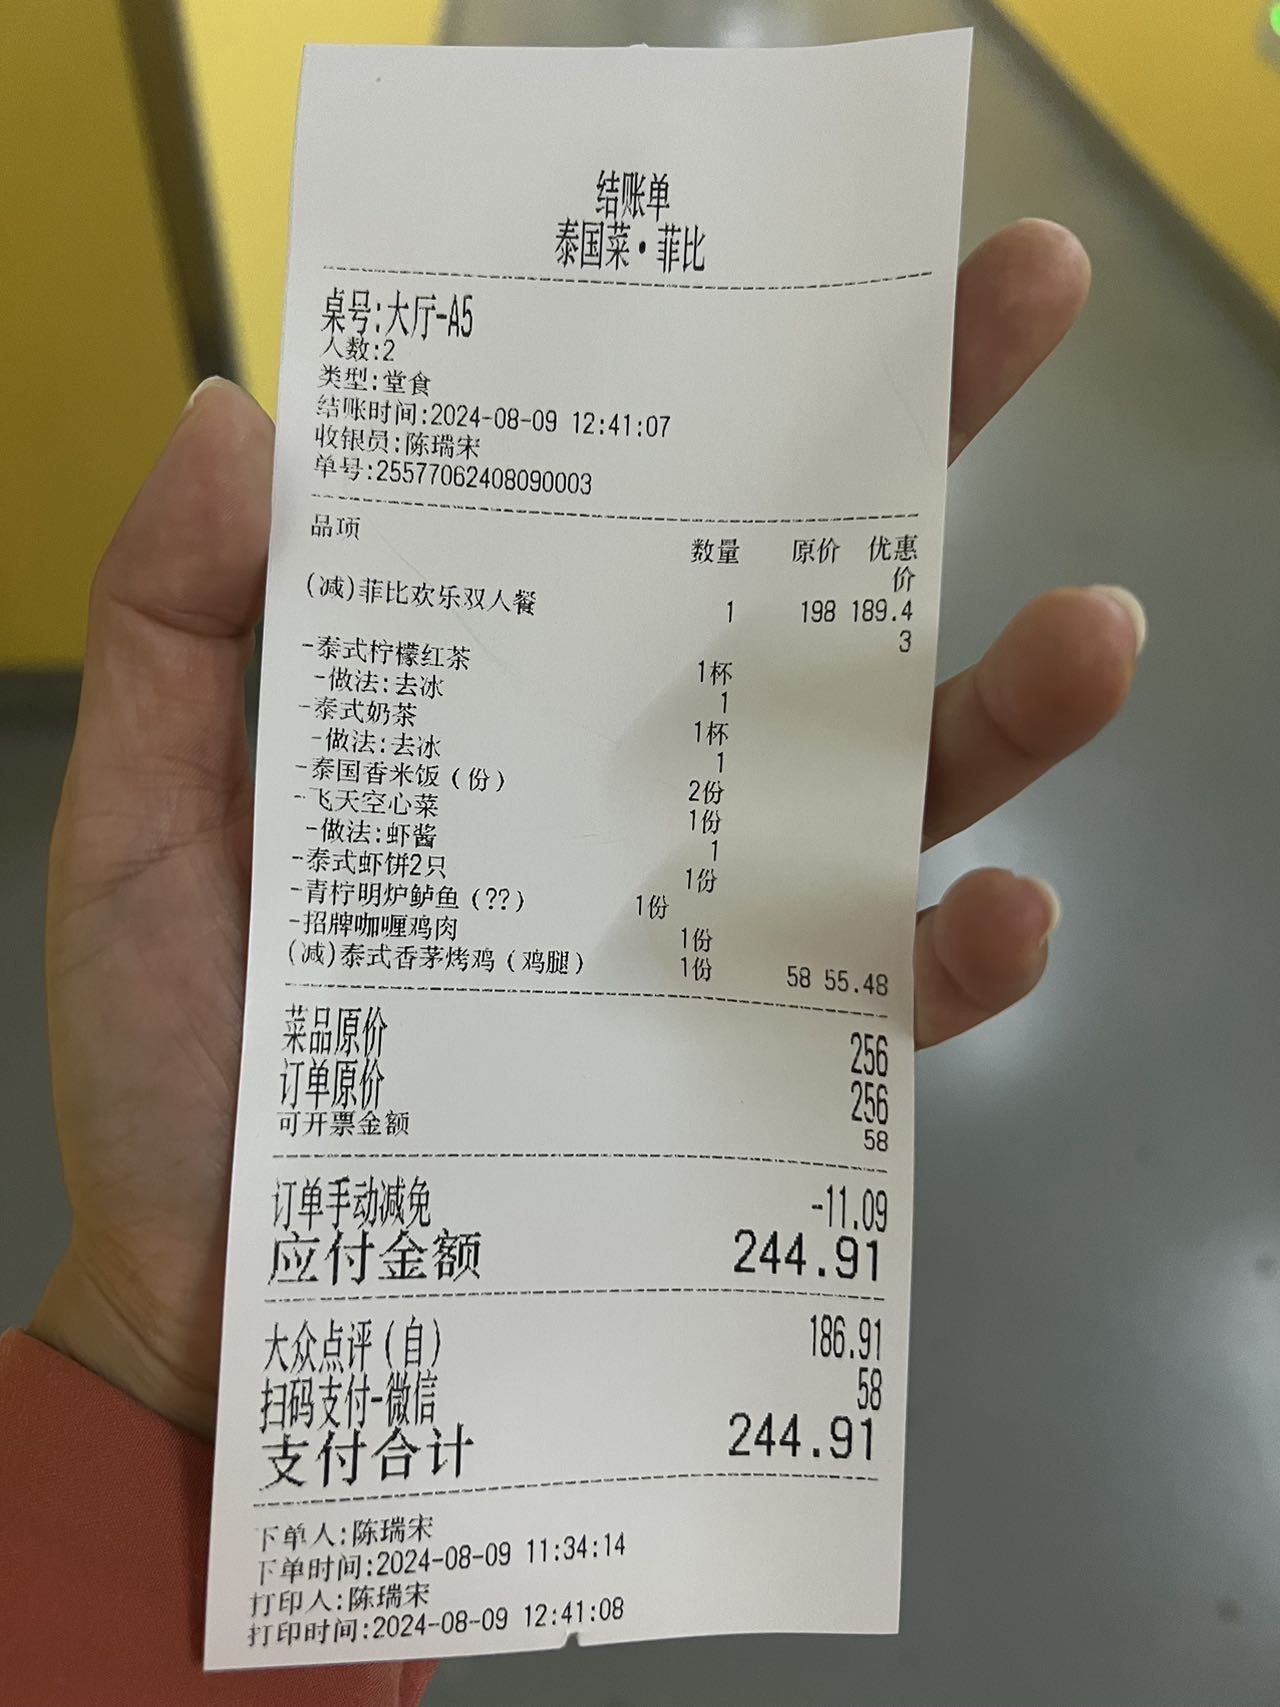 结账单
泰国菜·菲比
桌号:大厅-A5
人数:2
类型:堂食
结账时间:2024-08-09 12:41:07
收银员:陈瑞宋
单号:25577062408090003
品项 数量 原价 优惠价
(减)菲比欢乐双人餐 1 198 189.43
-泰式柠檬红茶 1杯
-做法:去冰 1
-泰式奶茶 1杯
-做法:去冰 1
-泰国香米饭(份) 2份
-飞天空心菜 1份
-做法:虾酱 1
-泰式虾饼2只 1份
-青柠明炉鲈鱼(??) 1份
-招牌咖喱鸡肉 1份
(减)泰式香茅烤鸡(鸡腿) 1份 58 55.48
菜品原价 256
订单原价 256
可开票金额 58
订单手动减免 -11.09
应付金额 244.91
大众点评(自) 186.91
扫码支付-微信 58
支付合计 244.91
下单人:陈瑞宋
下单时间:2024-08-09 11:34:14
打印人:陈瑞宋
打印时间:2024-08-09 12:41:08